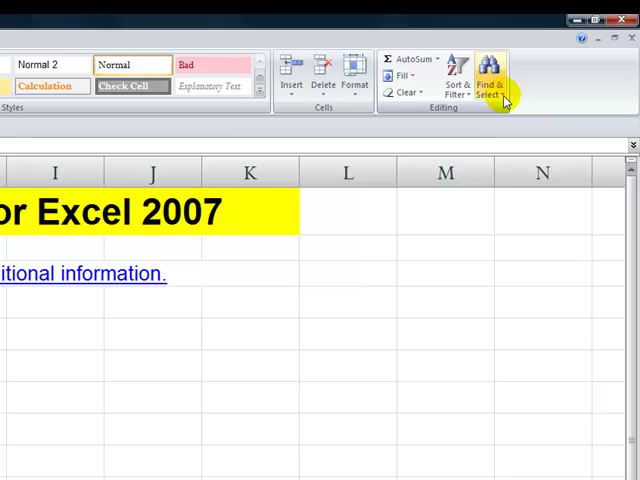 Normal 2 Normal Bad
Calculation Check Cell Explanatory Text
Styles
Insert Delete Format
Cells
Σ AutoSum
Fill
Clear
Sort & Filter
Find & Select
Editing
I J K L M N
or Excel 2007
itional information.